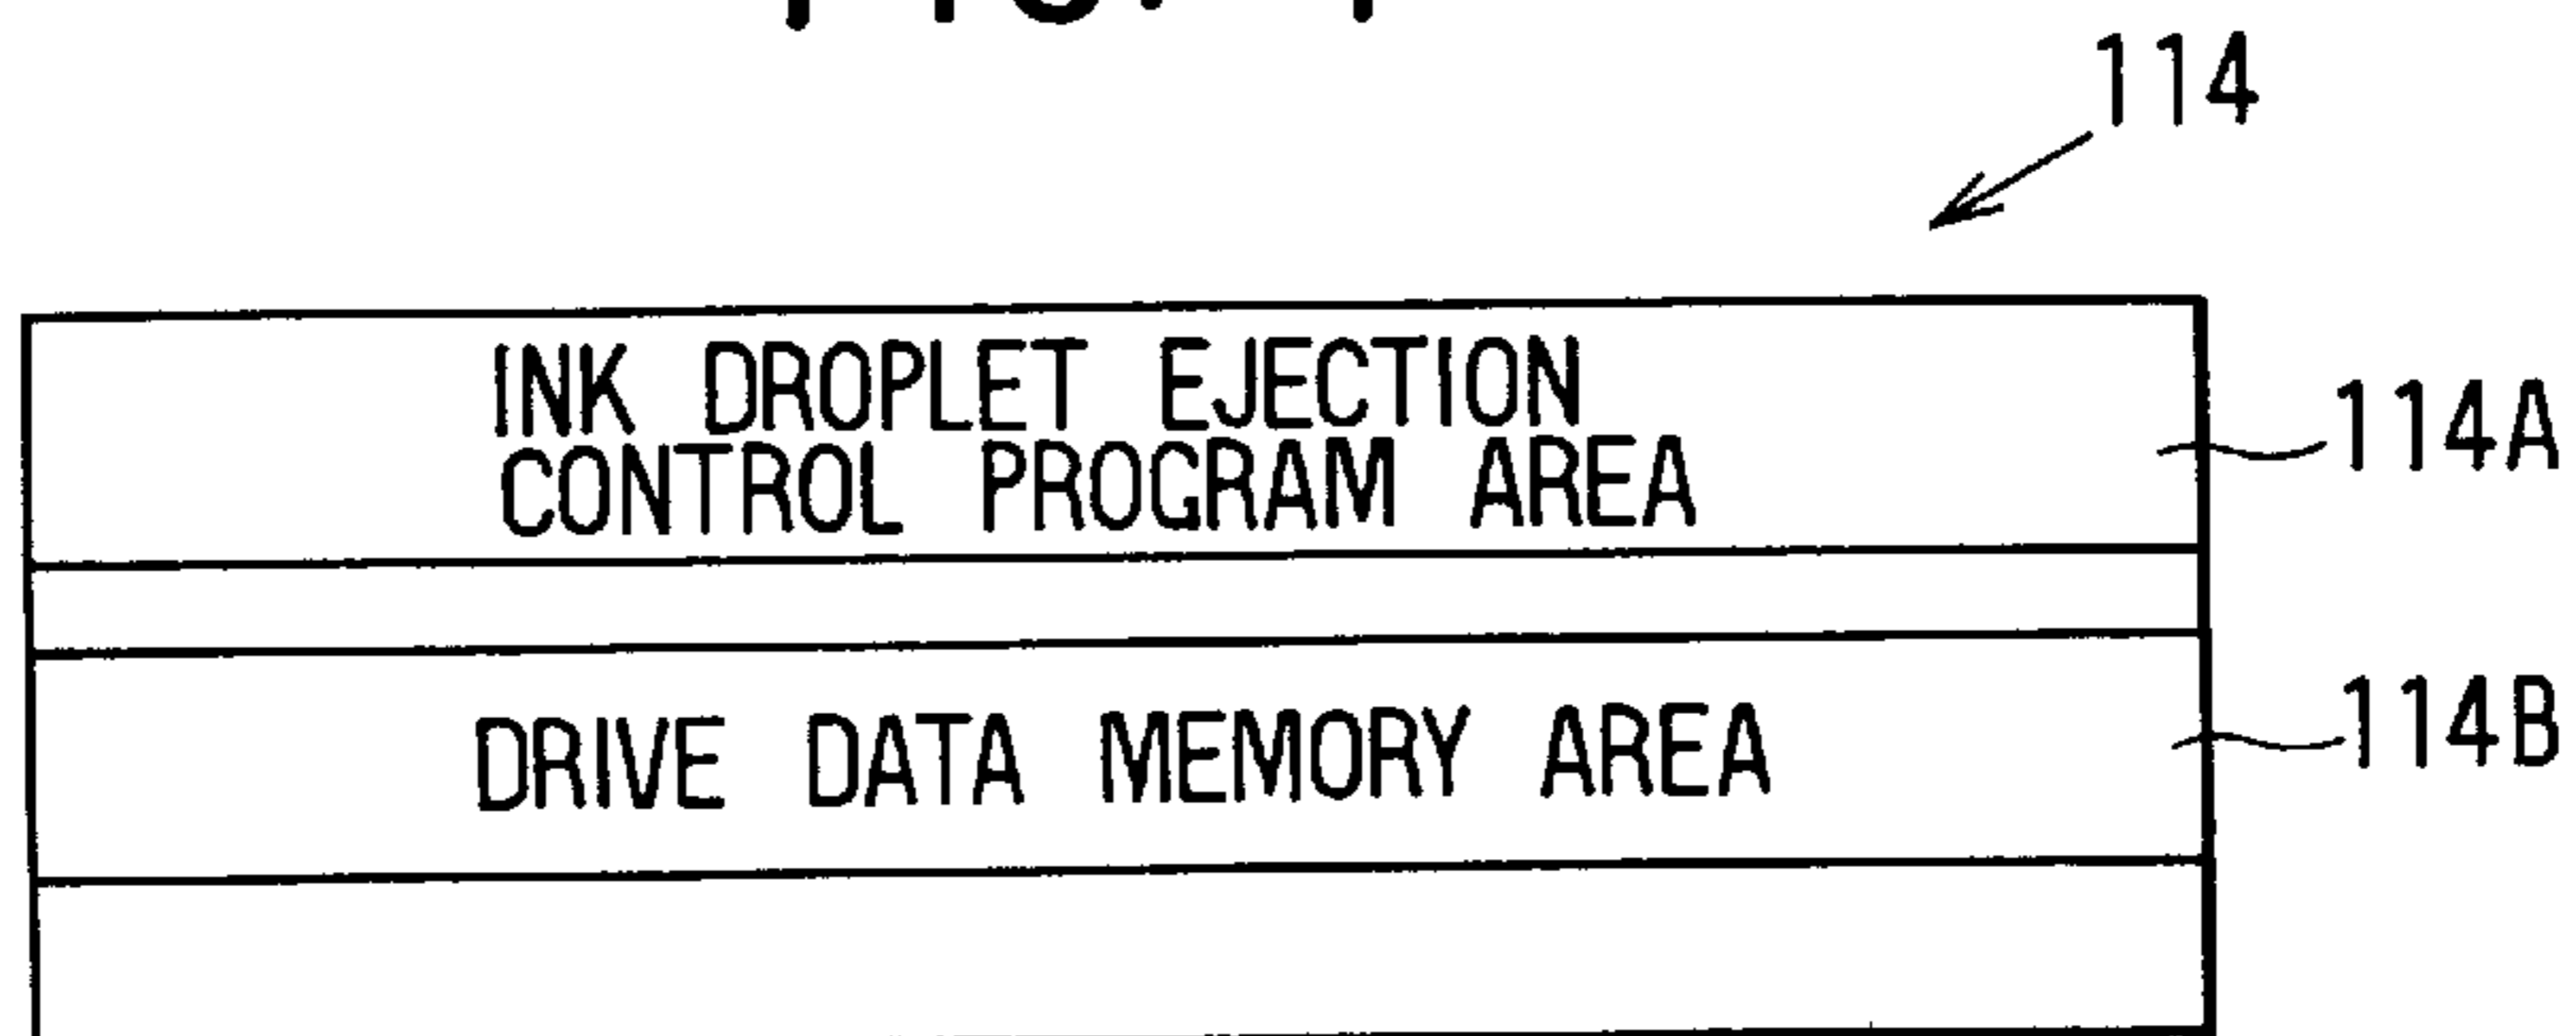 114
INK DROPLET EJECTION
CONTROL PROGRAM AREA
114A
DRIVE DATA MEMORY AREA
114B